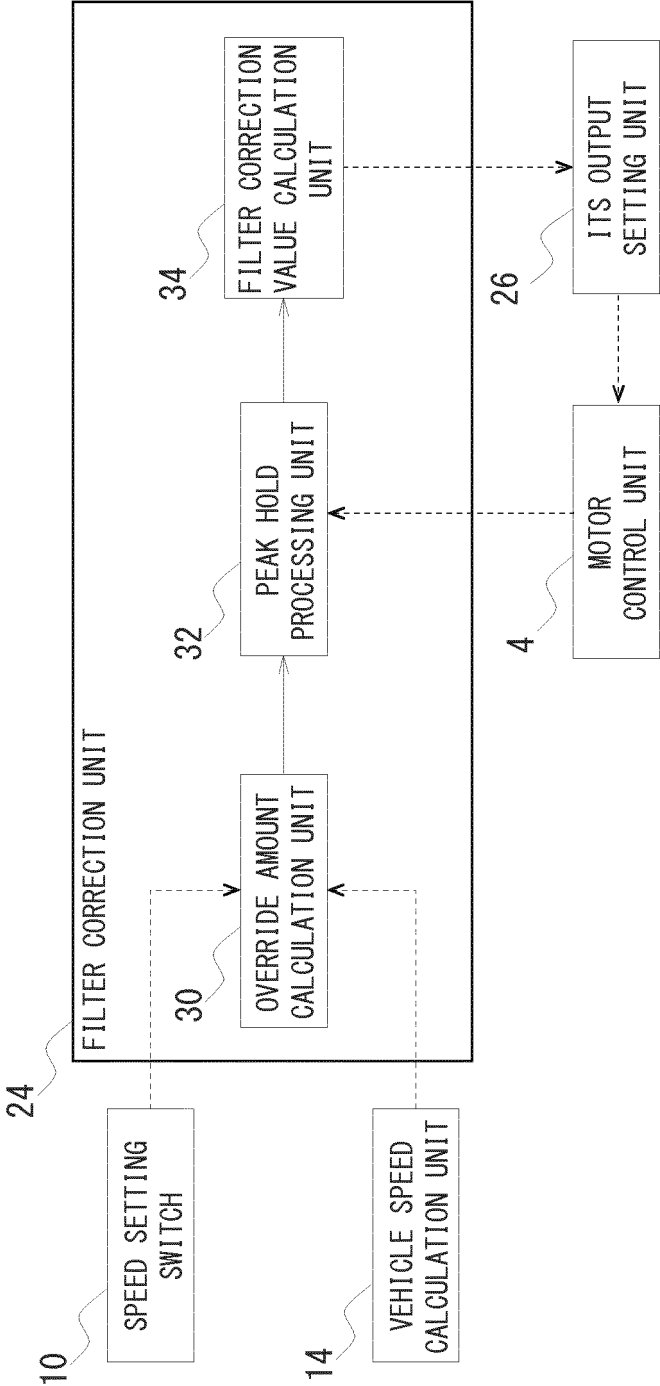 24
FILTER CORRECTION UNIT
10
SPEED SETTING
SWITCH
14
VEHICLE SPEED
CALCULATION UNIT
30
OVERRIDE AMOUNT
CALCULATION UNIT
32
PEAK HOLD
PROCESSING UNIT
34
FILTER CORRECTION
VALUE CALCULATION
UNIT
4
MOTOR
CONTROL UNIT
26
ITS OUTPUT
SETTING UNIT